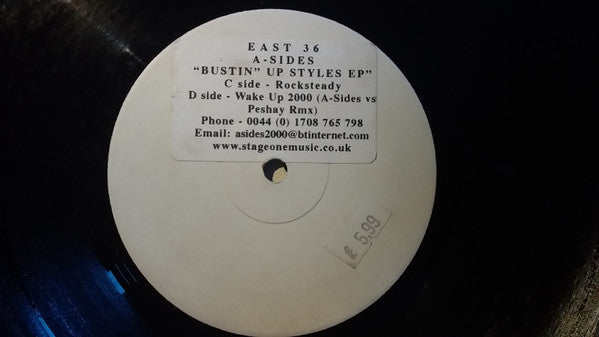 EAST 36
A-SIDES
"BUSTIN" UP STYLES EP"
C side - Rocksteady
D side - Wake Up 2000 (A-Sides vs
Peshay Rmx)
Phone - 0044 (0) 1708 765 798
Email: asides2000@btinternet.com
www.stageonemusic.co.uk
5.99